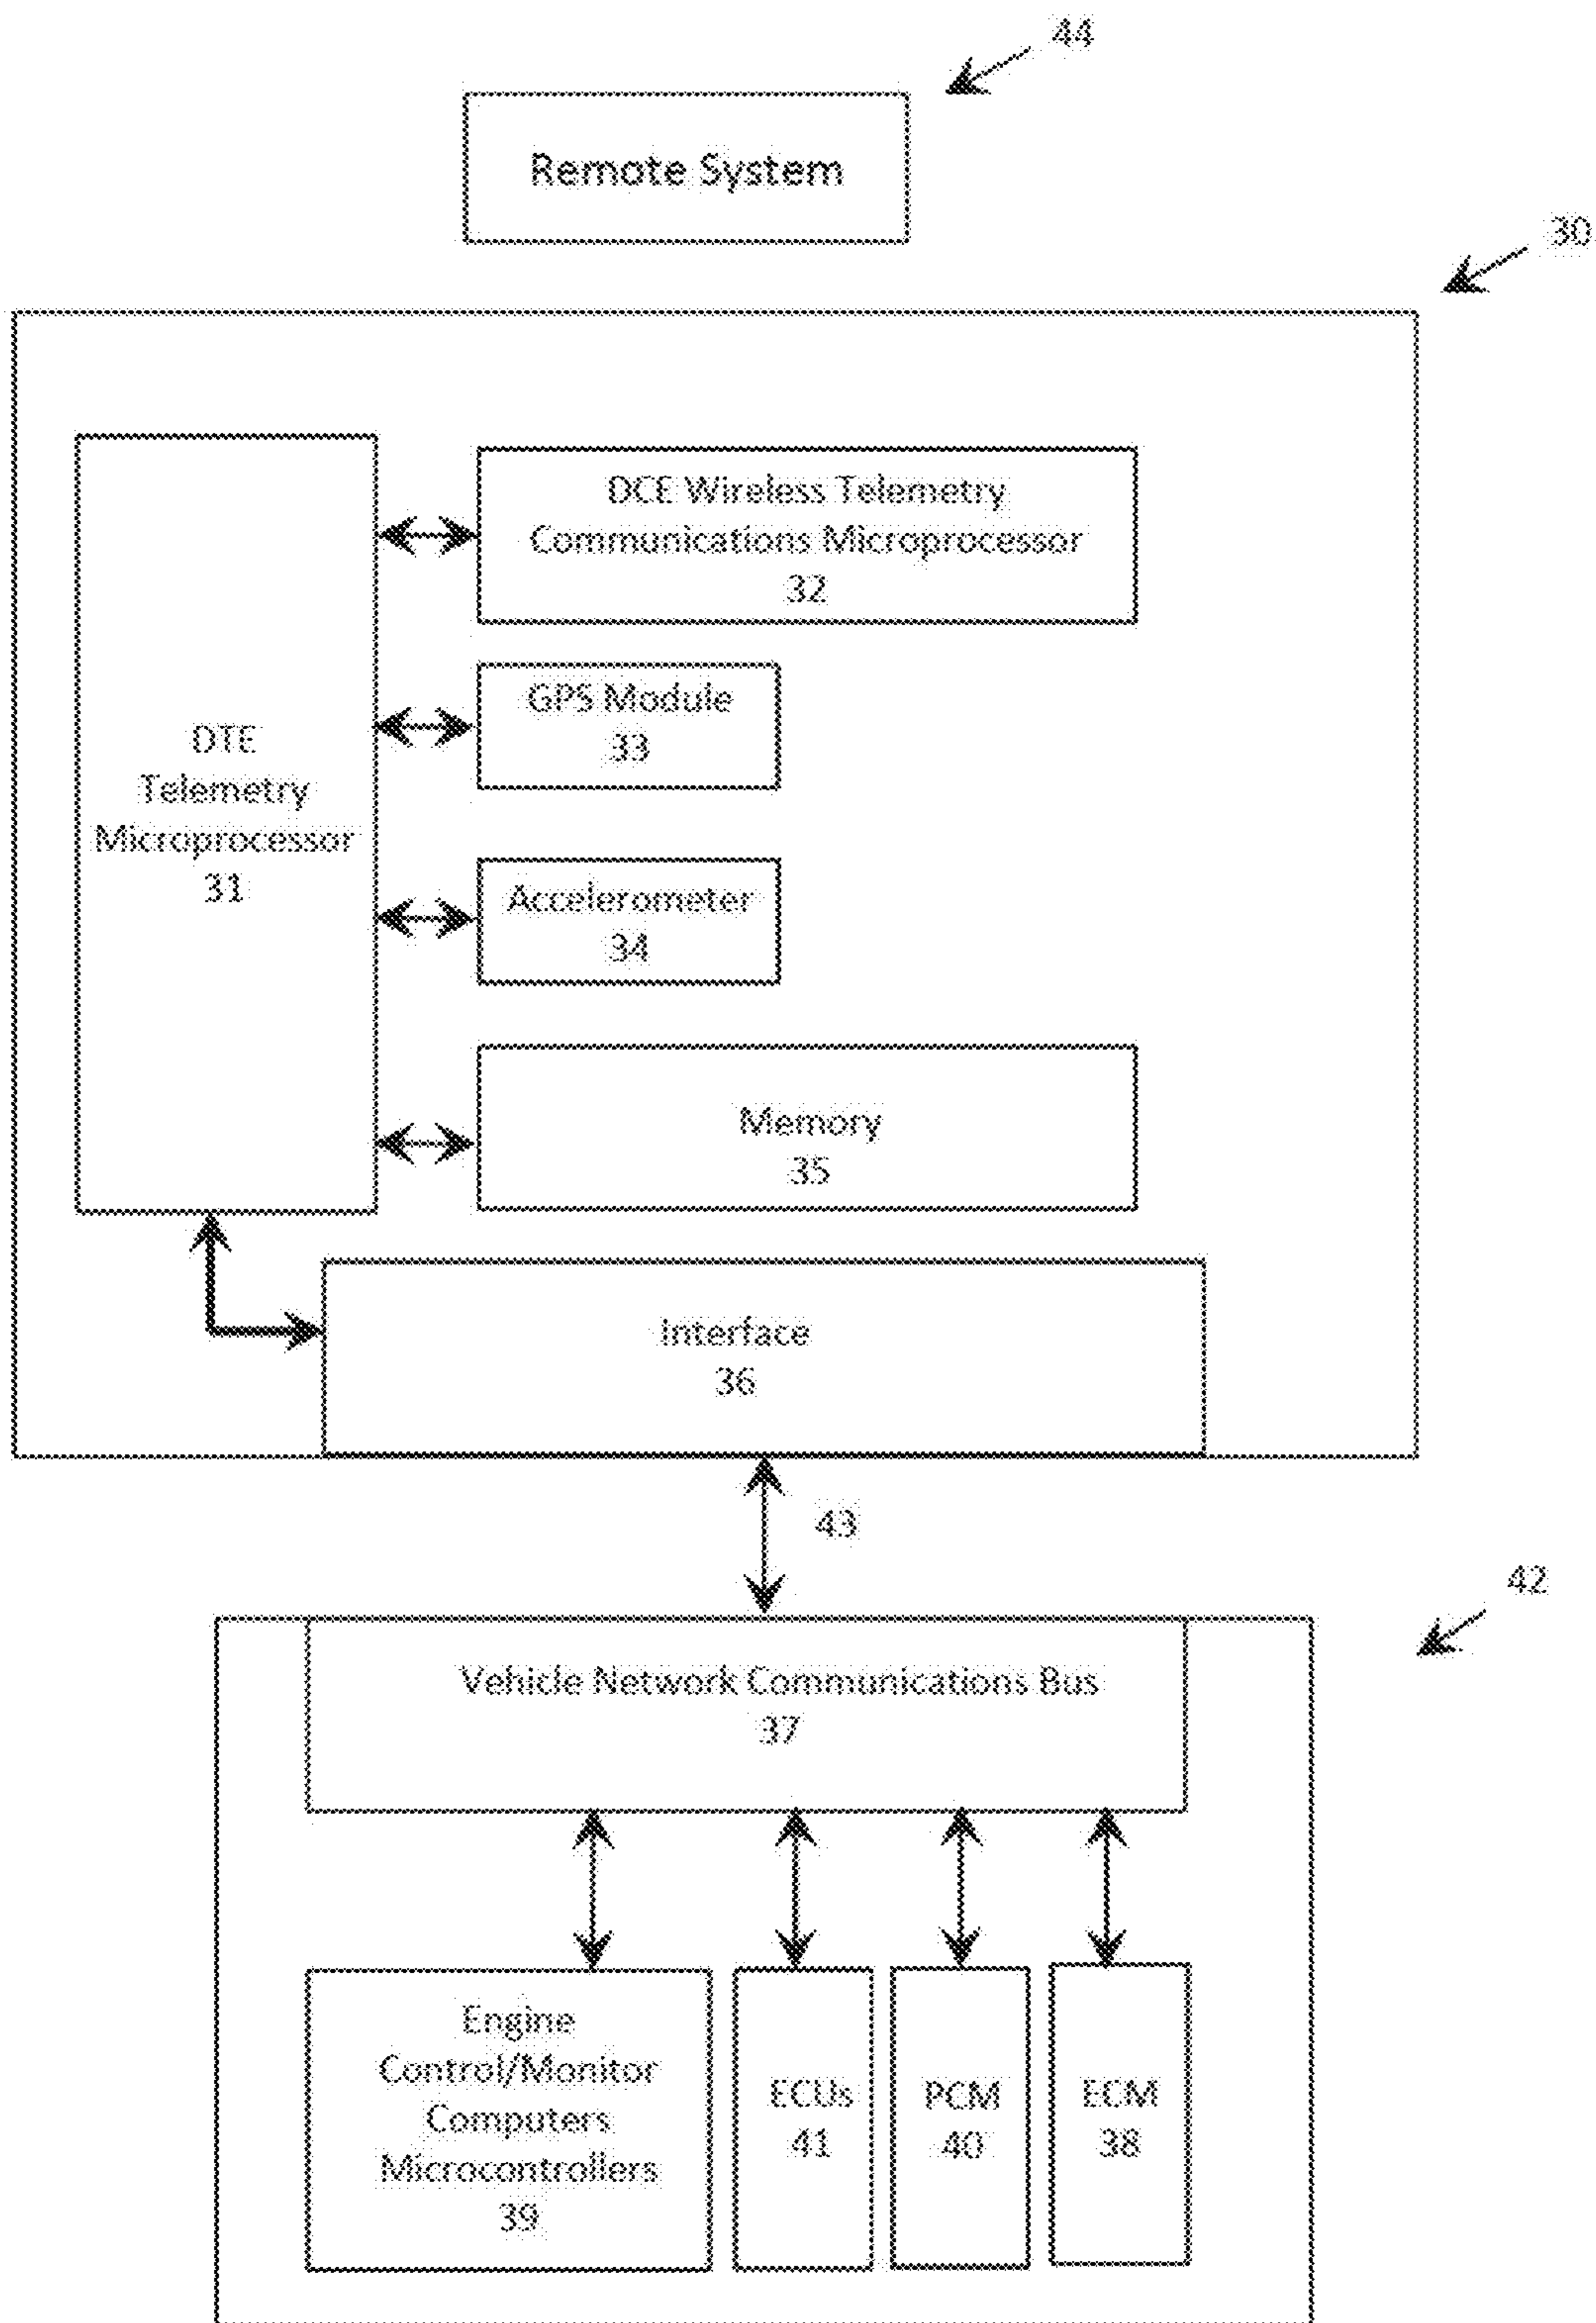 44
Remote System
30
DCE Wireless Telemetry
Communications Microprocessor
32
GPS Module
33
DTE
Telemetry
Microprocessor
31
Accelerometer
34
Memory
35
Interface
36
43
42
Vehicle Network Communications Bus
37
Engine
Control/Monitor
Computers
Microcontrollers
39
ECUs
41
PCM
40
ECM
38